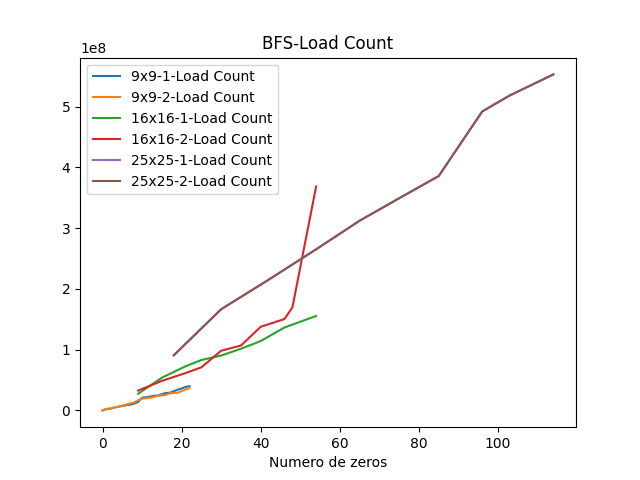 BFS-Load Count
1e8
9x9-1-Load Count
9x9-2-Load Count
16x16-1-Load Count
16x16-2-Load Count
25x25-1-Load Count
25x25-2-Load Count
5
4
3
2
1
0
0 20 40 60 80 100
Numero de zeros